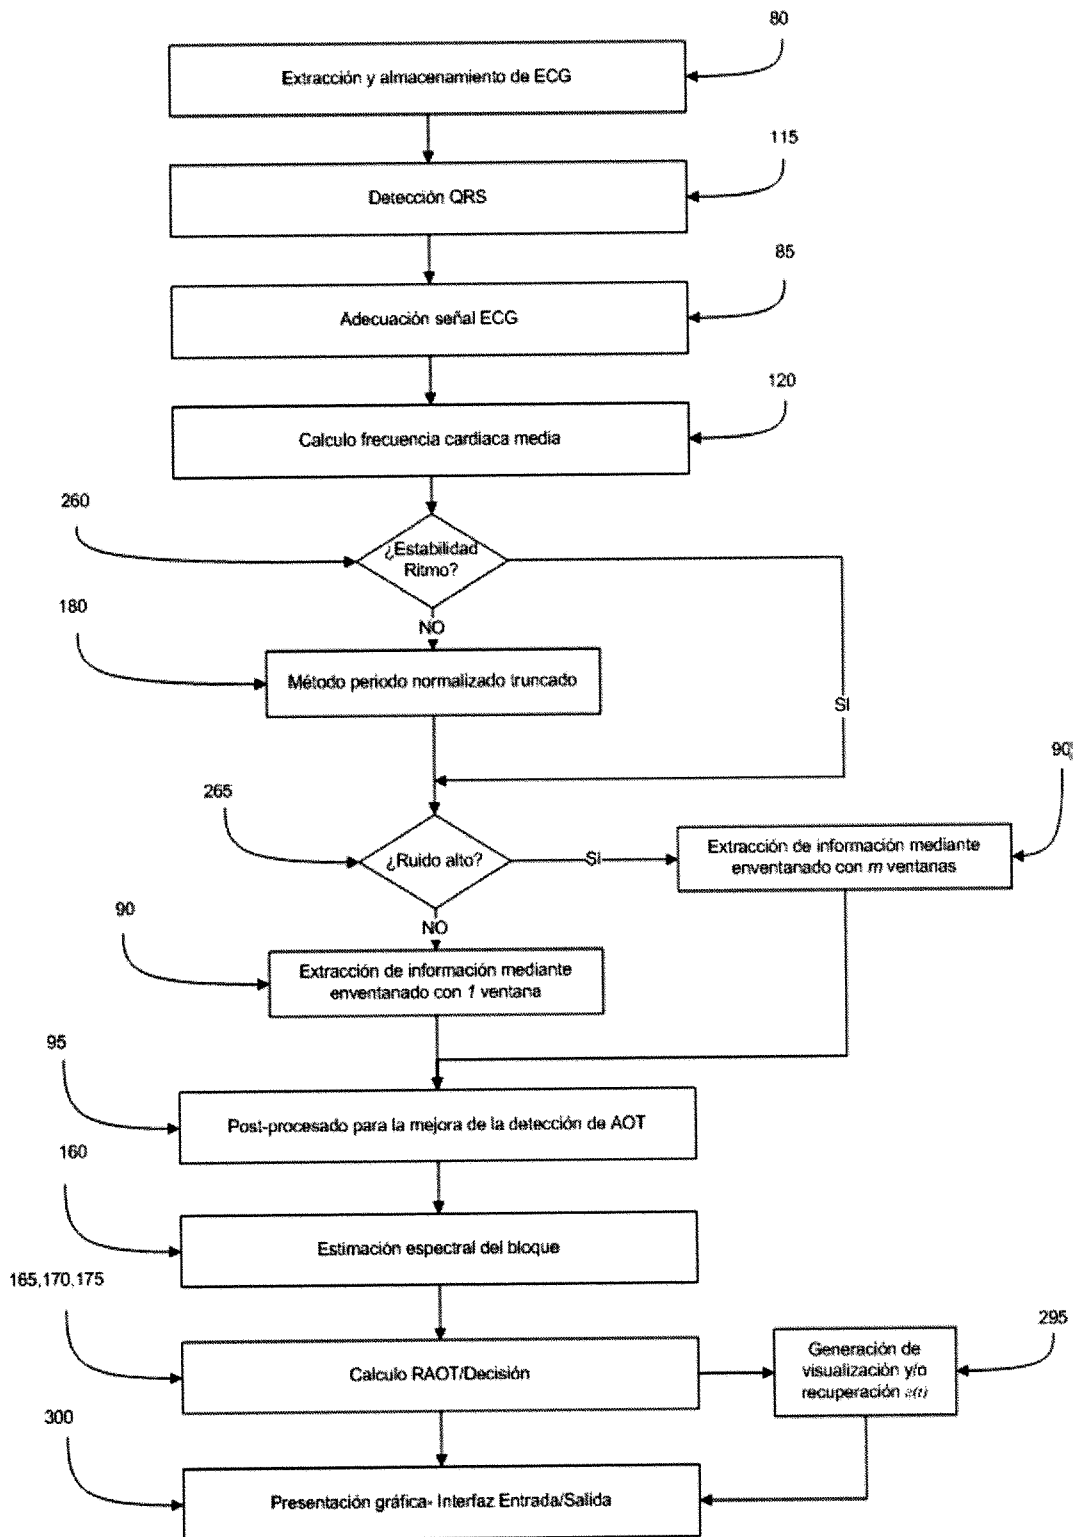 80
Extracción y almacenamiento de ECG
115
Detección QRS
85
Adecuación señal ECG
120
Calculo frecuencia cardiaca media
260
¿Estabilidad
Ritmo?
180
NO
Método periodo normalizado truncado
SI
90
265
¿Ruido alto?
SI
Extracción de información mediante
enventanado con m ventanas
90
NO
Extracción de información mediante
enventanado con 1 ventana
95
Post-procesado para la mejora de la detección de AOT
160
Estimación espectral del bloque
165,170,175
295
Calculo RAOT/Decisión
Generación de
visualización y/o
recuperación
300
Presentación gráfica- Interfaz Entrada/Salida